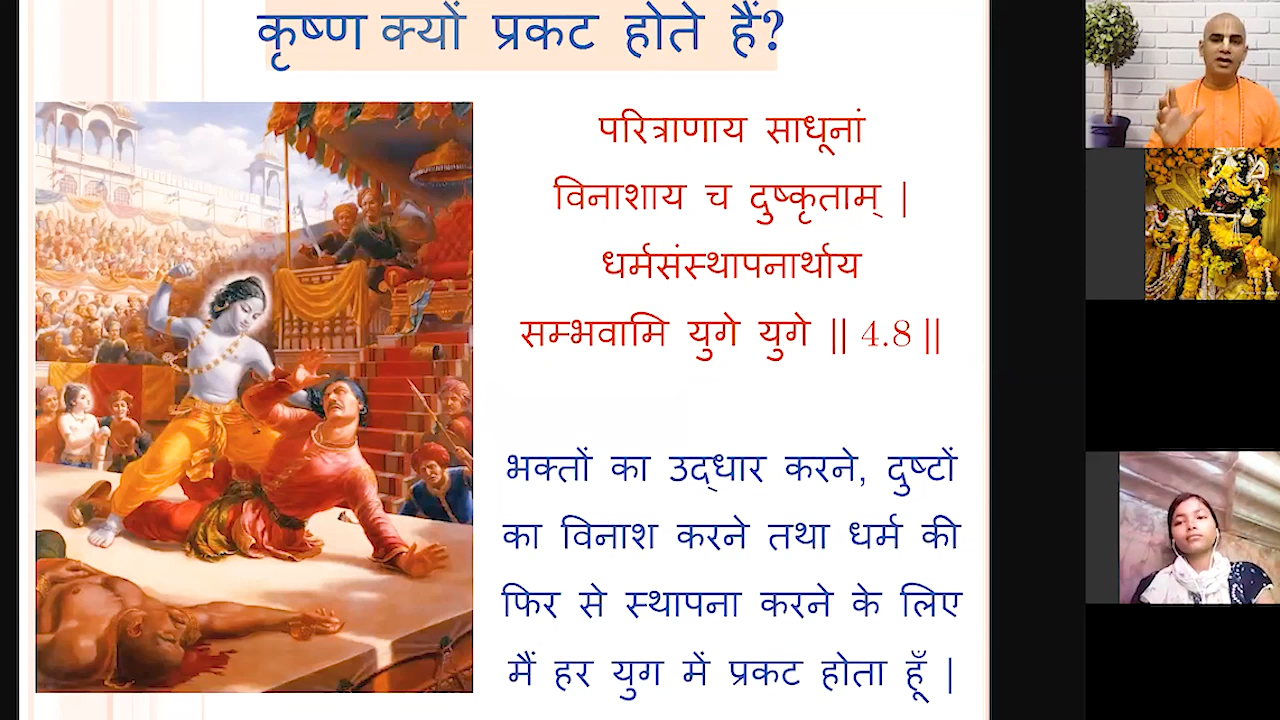 कृष्ण क्यों प्रकट होते हैं?
परित्राणाय साधूनां
विनाशाय च दुष्कृताम् |
धर्मसंस्थापनार्थाय
सम्भवामि युगे युगे || 4.8 ||
भक्तों का उद्धार करने, दुष्टों
का विनाश करने तथा धर्म की
फिर से स्थापना करने के लिए
मैं हर युग में प्रकट होता हूँ |